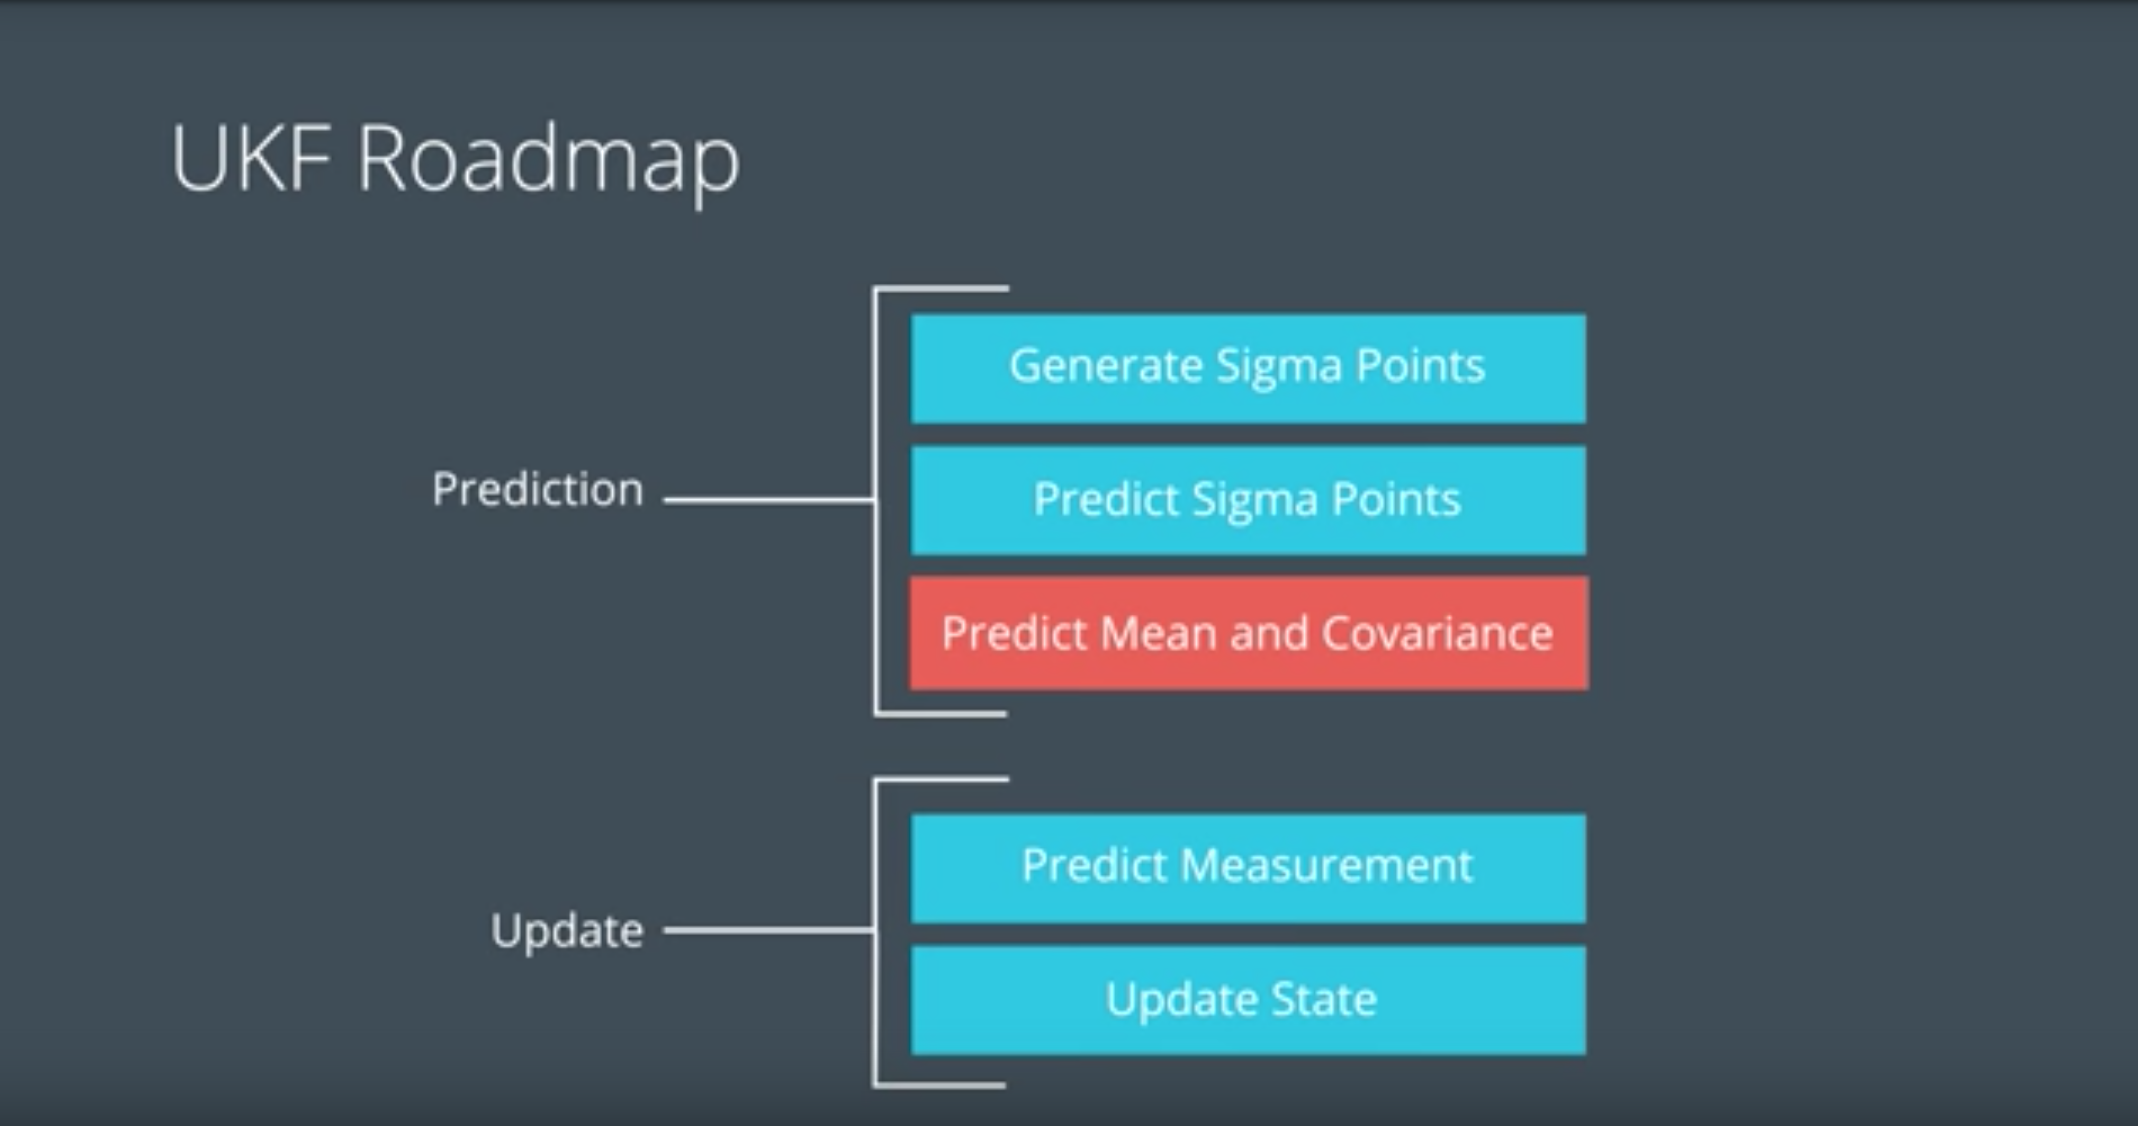 UKF Roadmap
Prediction
Generate Sigma Points
Predict Sigma Points
Predict Mean and Covariance
Update
Predict Measurement
Update State